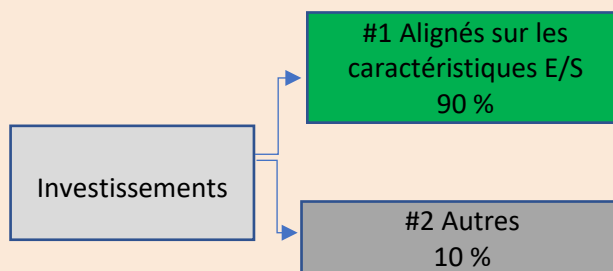 #1 Alignés sur les
caractéristiques E/S
90 %
Investissements
#2 Autres
10 %